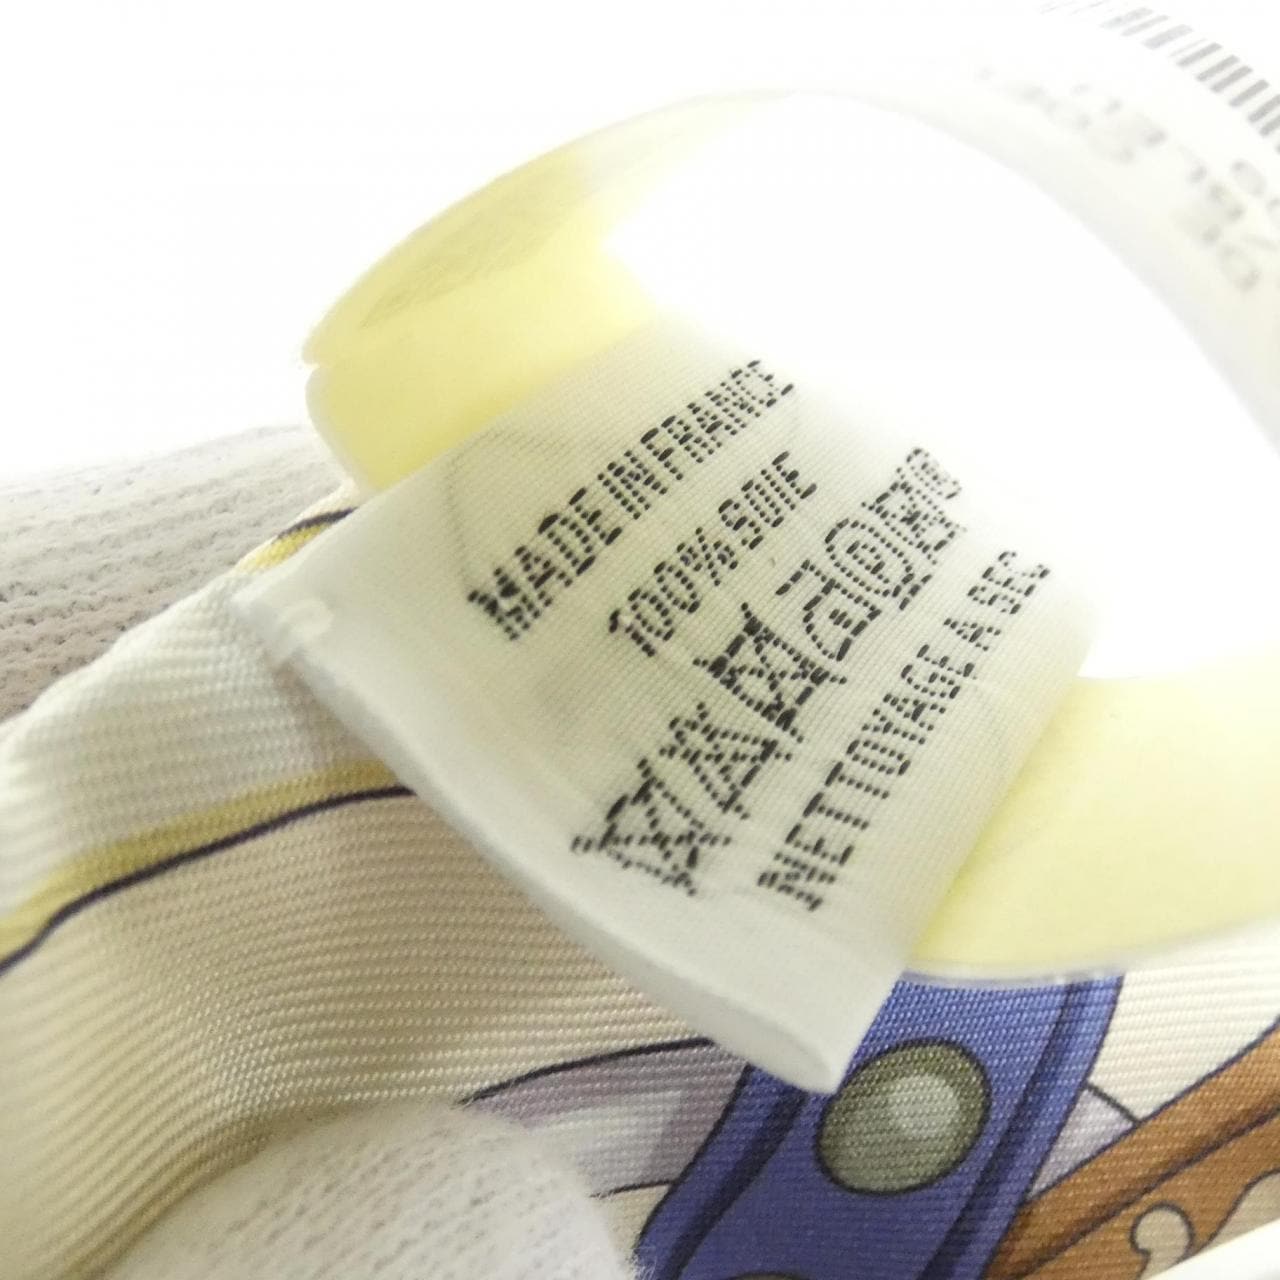 MADE IN FRANCE
100% SOIE
NETTOYAGE A SEC